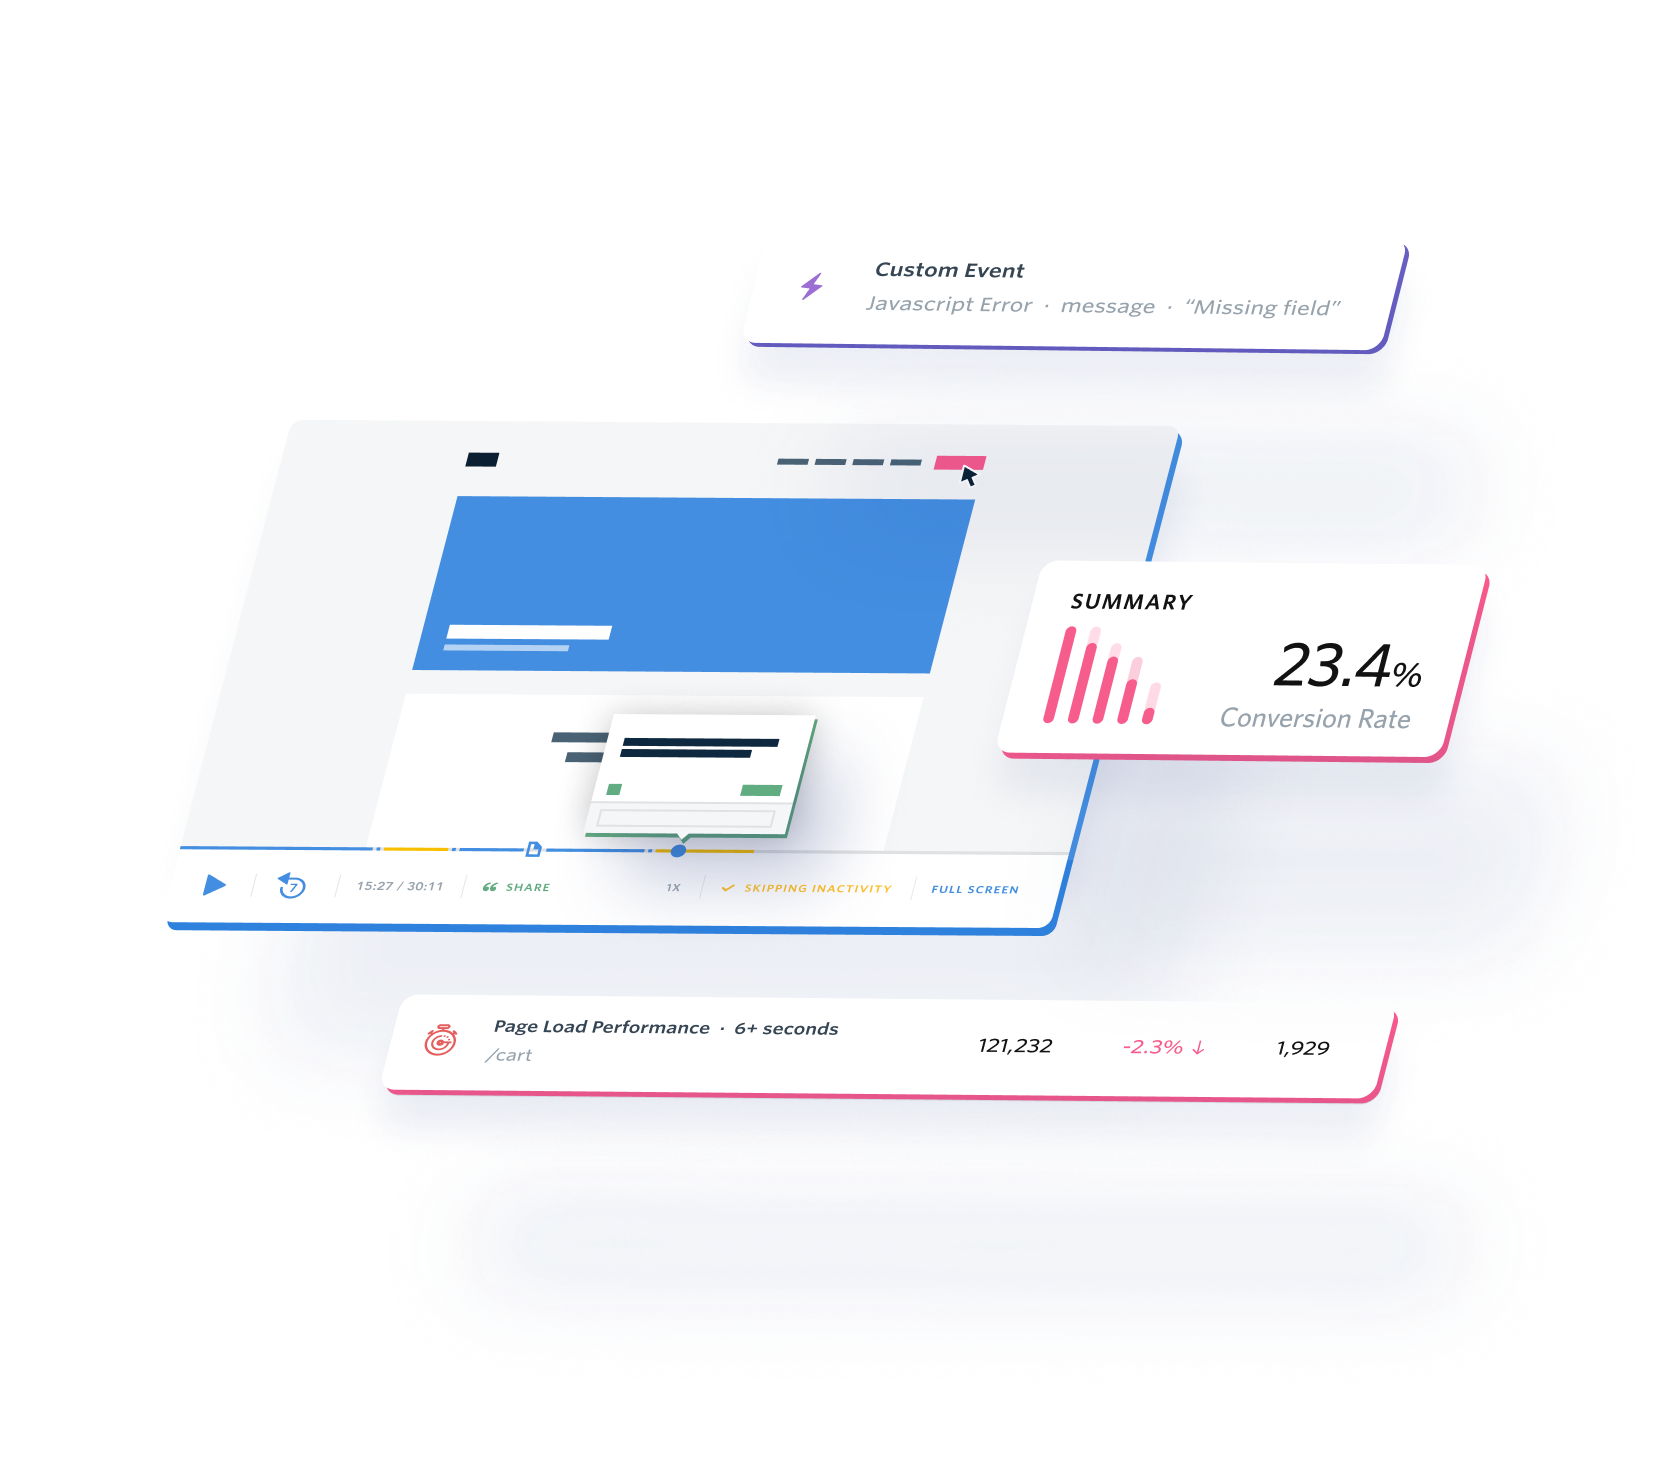 Custom Event
Javascript Error · message · “Missing field”
SUMMARY
23.4%
Conversion Rate
7
15:27 / 30:11
SHARE
1X
SKIPPING INACTIVITY
FULL SCREEN
Page Load Performance · 6+ seconds
/cart
121,232
-2.3% ↓
1,929